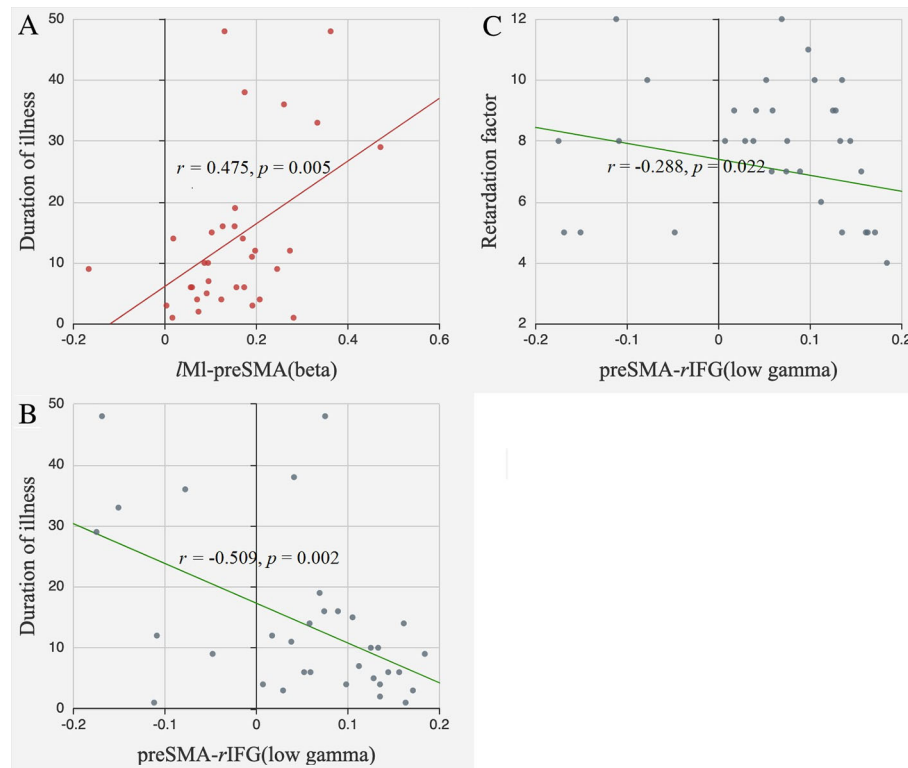 A
50
40
30
20
10
0
-0.2
0
0.2
0.4
0.6
Duration of illness
r = 0.475, p = 0.005
lMl-preSMA(beta)
C
12
10
8
6
4
2
-0.2
-0.1
0
0.1
0.2
Retardation factor
r = -0.288, p = 0.022
preSMA-rIFG(low gamma)
B
50
40
30
20
10
0
-0.2
-0.1
0
0.1
0.2
Duration of illness
r = -0.509, p = 0.002
preSMA-rIFG(low gamma)